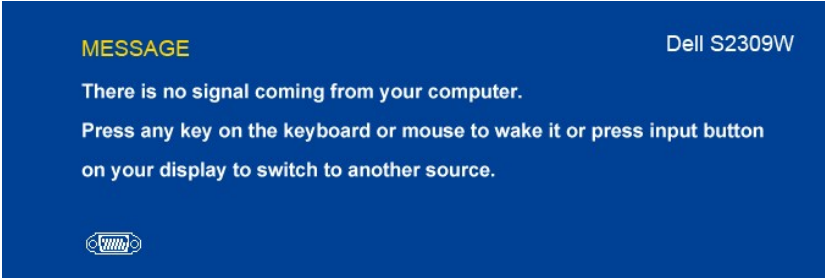 MESSAGE
Dell S2309W
There is no signal coming from your computer.
Press any key on the keyboard or mouse to wake it or press input button
on your display to switch to another source.